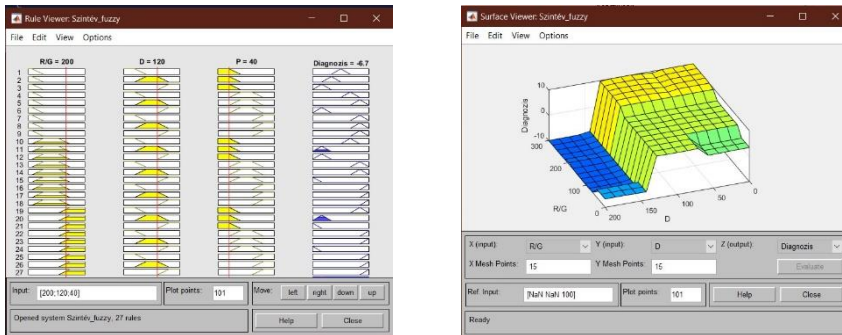 Rule Viewer: Szintév_fuzzy
File Edit View Options
R/G = 200 D = 120 P = 40 Diagnozis = -6.7
1
2
3
4
5
6
7
8
9
10
11
12
13
14
15
16
17
18
19
20
21
22
23
24
25
26
27
Input: [200;120;40] Plot points: 101 Move: left right down up
Opened system Szintév_fuzzy, 27 rules Help Close
Surface Viewer: Szintév_fuzzy
File Edit View Options
10
0
-10
Diagnozis
300
200
100
0
R/G
200
150
100
50
0
D
X (input): R/G Y (input): D Z (output): Diagnozis
X Mesh Points: 15 Y Mesh Points: 15 Evaluate
Ref. Input: [NaN NaN 100] Plot points: 101 Help Close
Ready